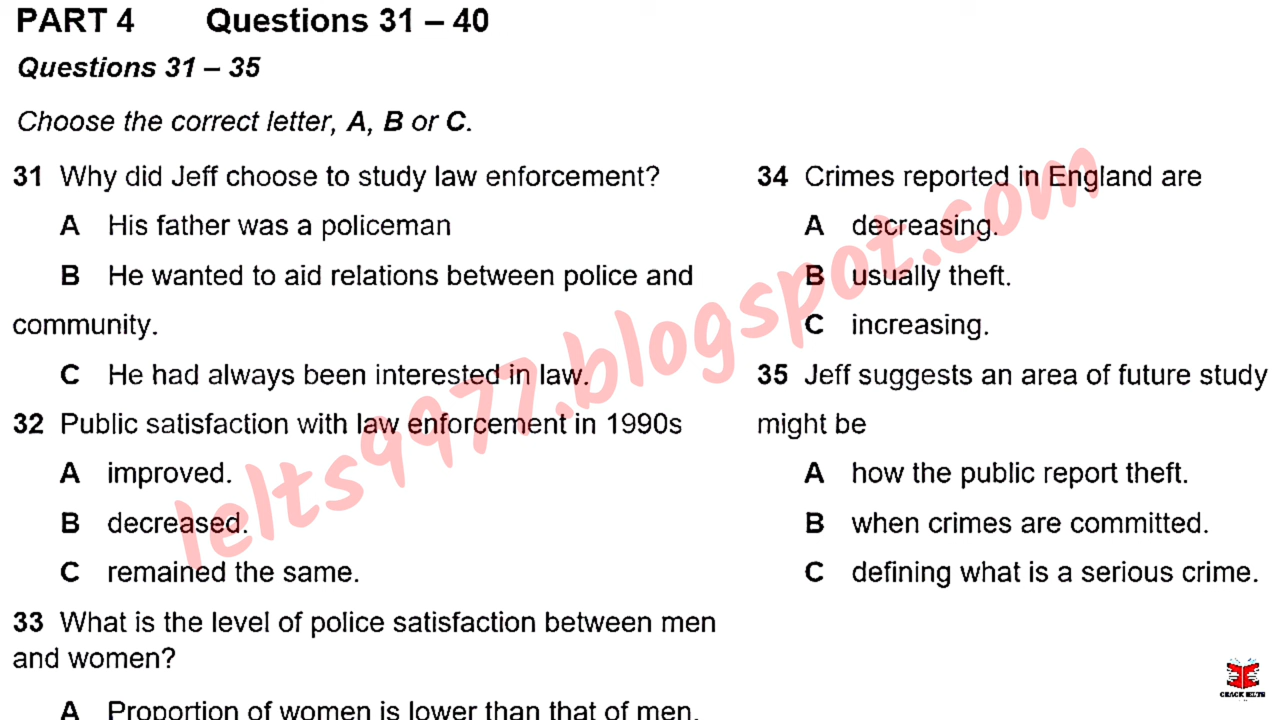 PART 4 Questions 31 – 40
Questions 31 – 35
Choose the correct letter, A, B or C.
31 Why did Jeff choose to study law enforcement?
A His father was a policeman
B He wanted to aid relations between police and
community.
C He had always been interested in law.
32 Public satisfaction with law enforcement in 1990s
A improved.
B decreased.
C remained the same.
33 What is the level of police satisfaction between men
and women?
A Proportion of women is lower than that of men.
34 Crimes reported in England are
A decreasing.
B usually theft.
C increasing.
35 Jeff suggests an area of future study
might be
A how the public report theft.
B when crimes are committed.
C defining what is a serious crime.
Ielts9977.blogspot.com
CRACK IELTS